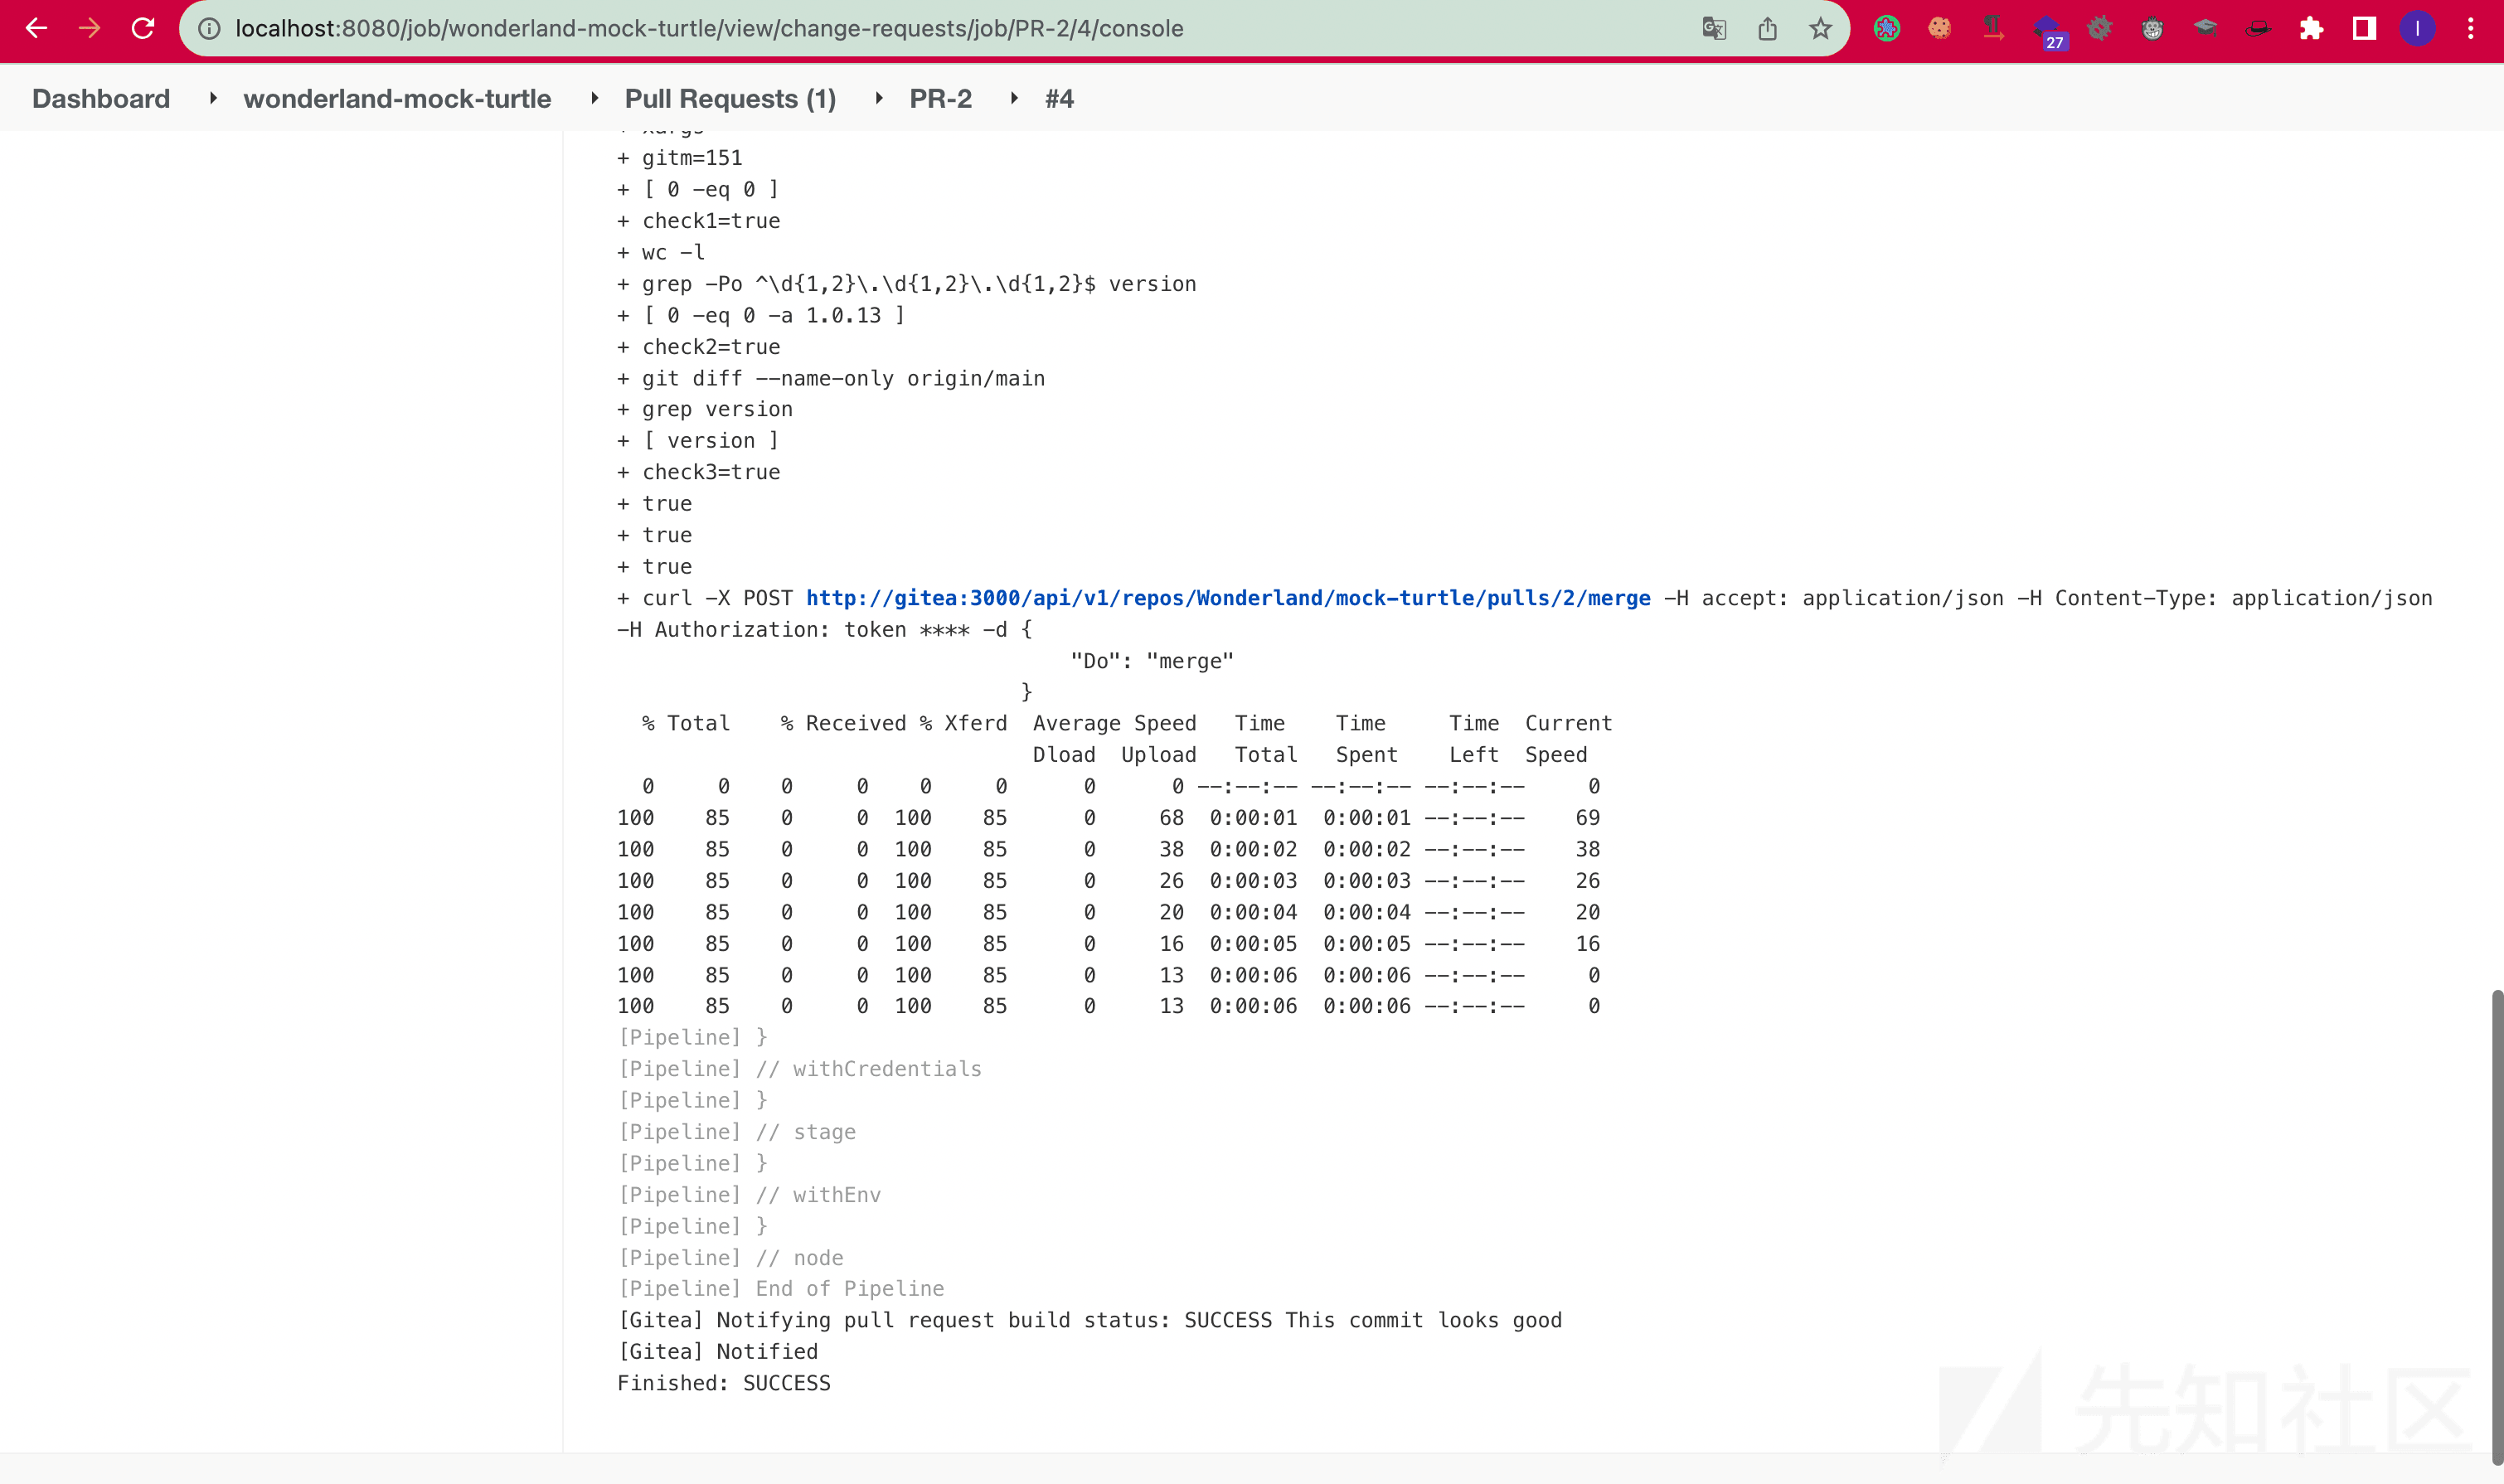 localhost:8080/job/wonderland-mock-turtle/view/change-requests/job/PR-2/4/console
27
I
Dashboard wonderland-mock-turtle Pull Requests (1) PR-2 #4
+ xargs
+ gitm=151
+ [ 0 -eq 0 ]
+ check1=true
+ wc -l
+ grep -Po ^\d{1,2}\.\d{1,2}\.\d{1,2}$ version
+ [ 0 -eq 0 -a 1.0.13 ]
+ check2=true
+ git diff --name-only origin/main
+ grep version
+ [ version ]
+ check3=true
+ true
+ true
+ true
+ curl -X POST http://gitea:3000/api/v1/repos/Wonderland/mock-turtle/pulls/2/merge -H accept: application/json -H Content-Type: application/json
-H Authorization: token **** -d {
"Do": "merge"
}
% Total % Received % Xferd Average Speed Time Time Time Current
Dload Upload Total Spent Left Speed
0 0 0 0 0 0 0 0 --:--:-- --:--:-- --:--:-- 0
100 85 0 0 100 85 0 68 0:00:01 0:00:01 --:--:-- 69
100 85 0 0 100 85 0 38 0:00:02 0:00:02 --:--:-- 38
100 85 0 0 100 85 0 26 0:00:03 0:00:03 --:--:-- 26
100 85 0 0 100 85 0 20 0:00:04 0:00:04 --:--:-- 20
100 85 0 0 100 85 0 16 0:00:05 0:00:05 --:--:-- 16
100 85 0 0 100 85 0 13 0:00:06 0:00:06 --:--:-- 0
100 85 0 0 100 85 0 13 0:00:06 0:00:06 --:--:-- 0
[Pipeline] }
[Pipeline] // withCredentials
[Pipeline] }
[Pipeline] // stage
[Pipeline] }
[Pipeline] // withEnv
[Pipeline] }
[Pipeline] // node
[Pipeline] End of Pipeline
[Gitea] Notifying pull request build status: SUCCESS This commit looks good
[Gitea] Notified
Finished: SUCCESS
先知社区